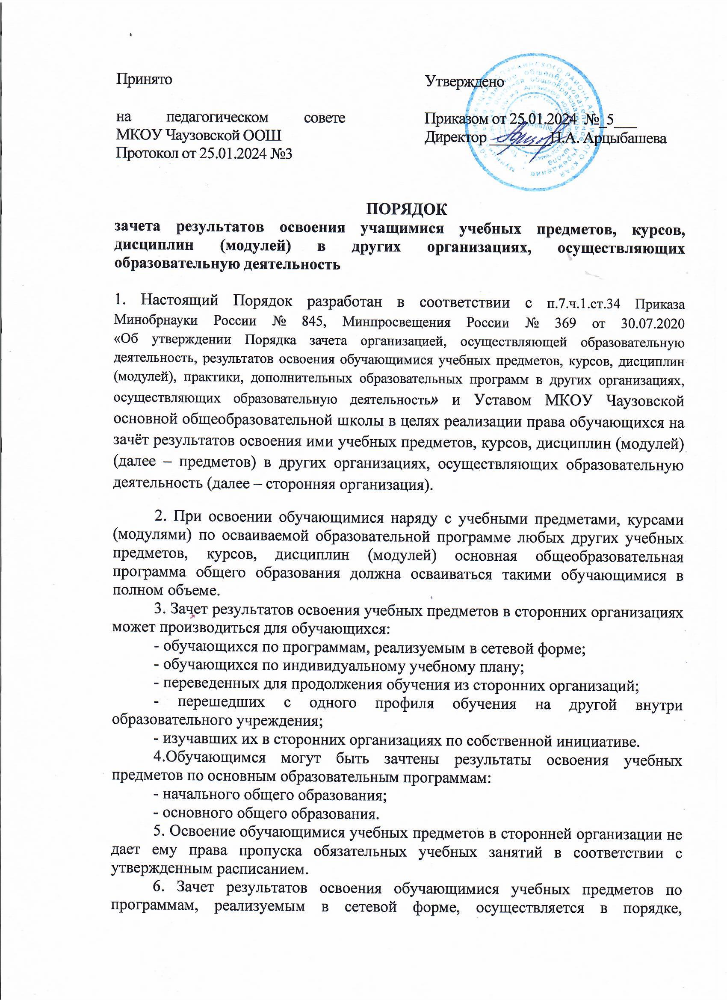 Принято
на педагогическом совете
МКОУ Чаузовской ООШ
Протокол от 25.01.2024 №3
Утверждено
Приказом от 25.01.2024 №_5___
Директор ________Н.А. Арцыбашева
ПОРЯДОК
зачета результатов освоения учащимися учебных предметов, курсов,
дисциплин (модулей) в других организациях, осуществляющих
образовательную деятельность
1. Настоящий Порядок разработан в соответствии с п.7.ч.1.ст.34 Приказа
Минобрнауки России № 845, Минпросвещения России № 369 от 30.07.2020
«Об утверждении Порядка зачета организацией, осуществляющей образовательную
деятельность, результатов освоения обучающимися учебных предметов, курсов, дисциплин
(модулей), практики, дополнительных образовательных программ в других организациях,
осуществляющих образовательную деятельность» и Уставом МКОУ Чаузовской
основной общеобразовательной школы в целях реализации права обучающихся на
зачёт результатов освоения ими учебных предметов, курсов, дисциплин (модулей)
(далее – предметов) в других организациях, осуществляющих образовательную
деятельность (далее – сторонняя организация).
2. При освоении обучающимися наряду с учебными предметами, курсами
(модулями) по осваиваемой образовательной программе любых других учебных
предметов, курсов, дисциплин (модулей) основная общеобразовательная
программа общего образования должна осваиваться такими обучающимися в
полном объеме.
3. Зачет результатов освоения учебных предметов в сторонних организациях
может производиться для обучающихся:
- обучающихся по программам, реализуемым в сетевой форме;
- обучающихся по индивидуальному учебному плану;
- переведенных для продолжения обучения из сторонних организаций;
- перешедших с одного профиля обучения на другой внутри
образовательного учреждения;
- изучавших их в сторонних организациях по собственной инициативе.
4.Обучающимся могут быть зачтены результаты освоения учебных
предметов по основным образовательным программам:
- начального общего образования;
- основного общего образования.
5. Освоение обучающимися учебных предметов в сторонней организации не
дает ему права пропуска обязательных учебных занятий в соответствии с
утвержденным расписанием.
6. Зачет результатов освоения обучающимися учебных предметов по
программам, реализуемым в сетевой форме, осуществляется в порядке,